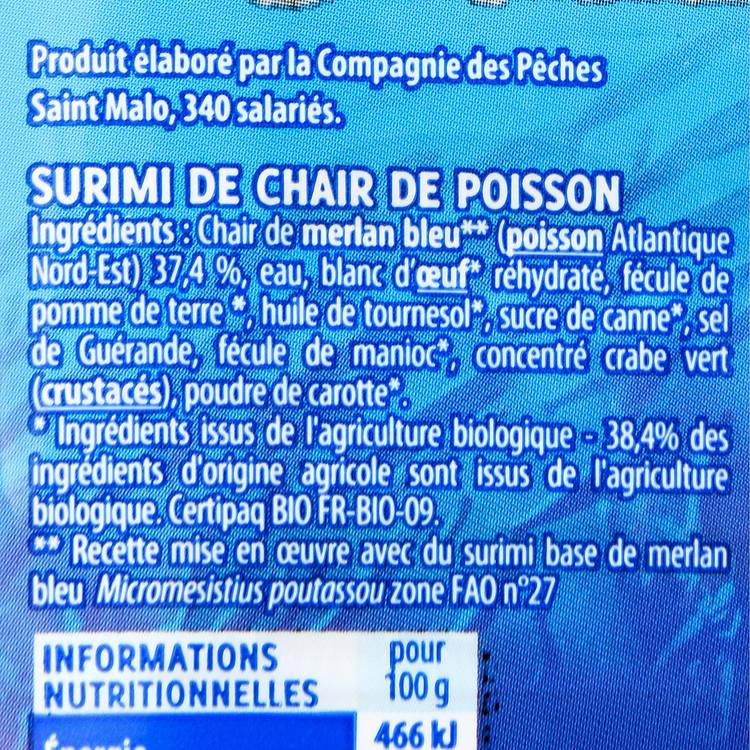 Produit élaboré par la Compagnie des Pêches
Saint Malo, 340 salariés.
SURIMI DE CHAIR DE POISSON
Ingrédients : Chair de merlan bleu** (poisson Atlantique
Nord-Est) 37,4 %, eau, blanc d'œuf* réhydraté, fécule de
pomme de terre *, huile de tournesol*, sucre de canne*, sel
de Guérande, fécule de manioc*, concentré crabe vert
(crustacés), poudre de carotte*.
* Ingrédients issus de l'agriculture biologique - 38,4% des
ingrédients d'origine agricole sont issus de l'agriculture
biologique. Certipaq BIO FR-BIO-09.
** Recette mise en œuvre avec du surimi base de merlan
bleu Micromesistius poutassou zone FAO n°27
INFORMATIONS pour
NUTRITIONNELLES 100 g
466 kJ